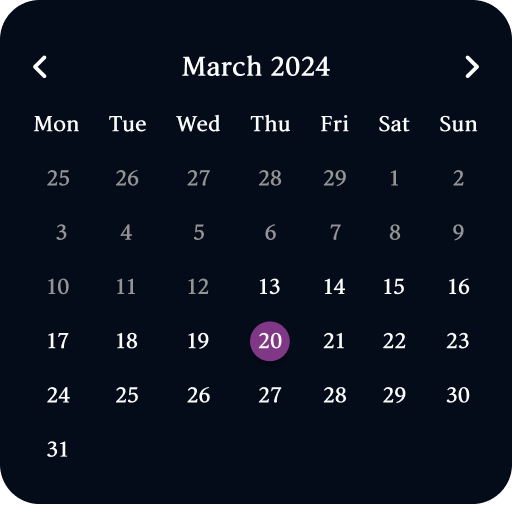 March 2024
Mon Tue Wed Thu Fri Sat Sun
25 26 27 28 29 1 2
3 4 5 6 7 8 9
10 11 12 13 14 15 16
17 18 19 20 21 22 23
24 25 26 27 28 29 30
31